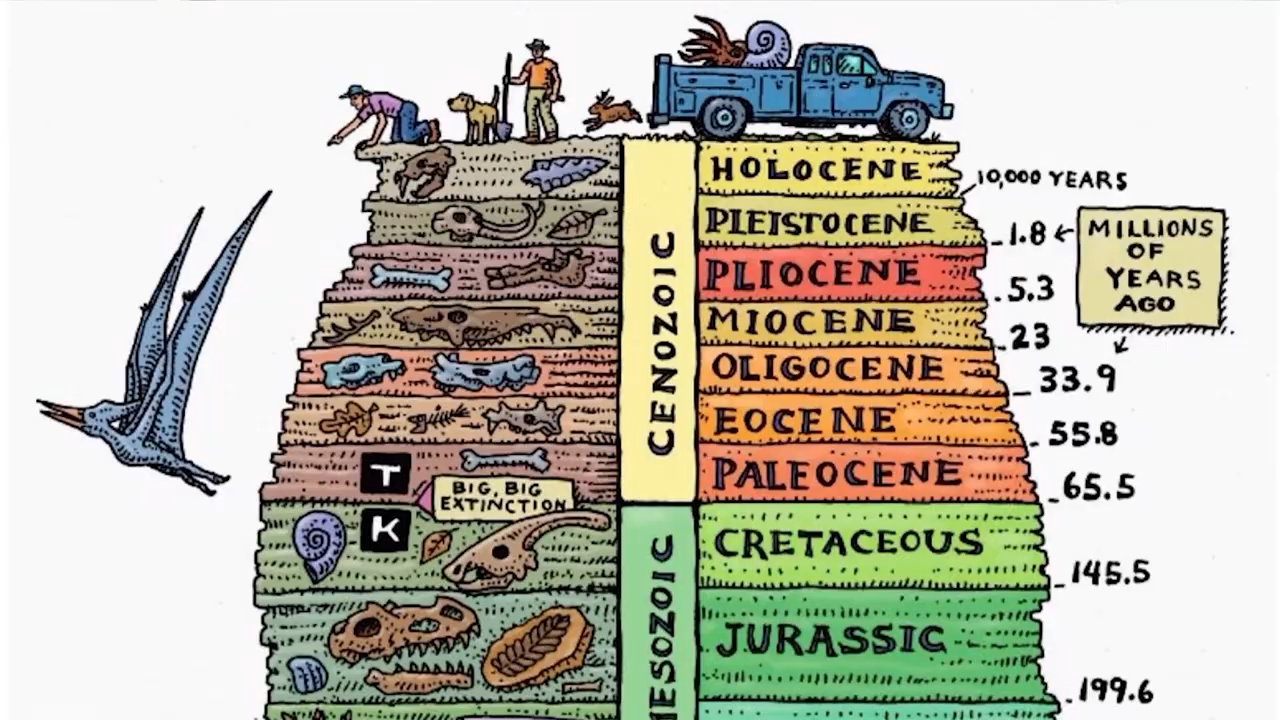 HOLOCENE
10,000 YEARS
PLEISTOCENE
1.8
MILLIONS
OF
YEARS
AGO
PLIOCENE
5.3
MIOCENE
23
OLIGOCENE
33.9
EOCENE
55.8
CENOZOIC
PALEOCENE
65.5
T
BIG, BIG
EXTINCTION
K
CRETACEOUS
145.5
JURASSIC
199.6
ESOZOIC